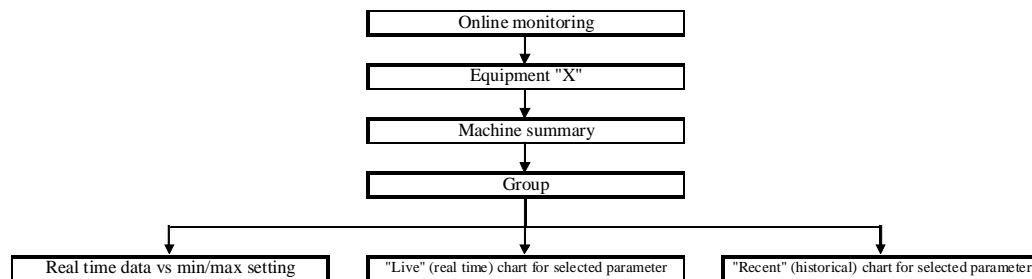 Online monitoring
Equipment "X"
Machine summary
Group
Real time data vs min/max setting
"Live" (real time) chart for selected parameter
"Recent" (historical) chart for selected parameter